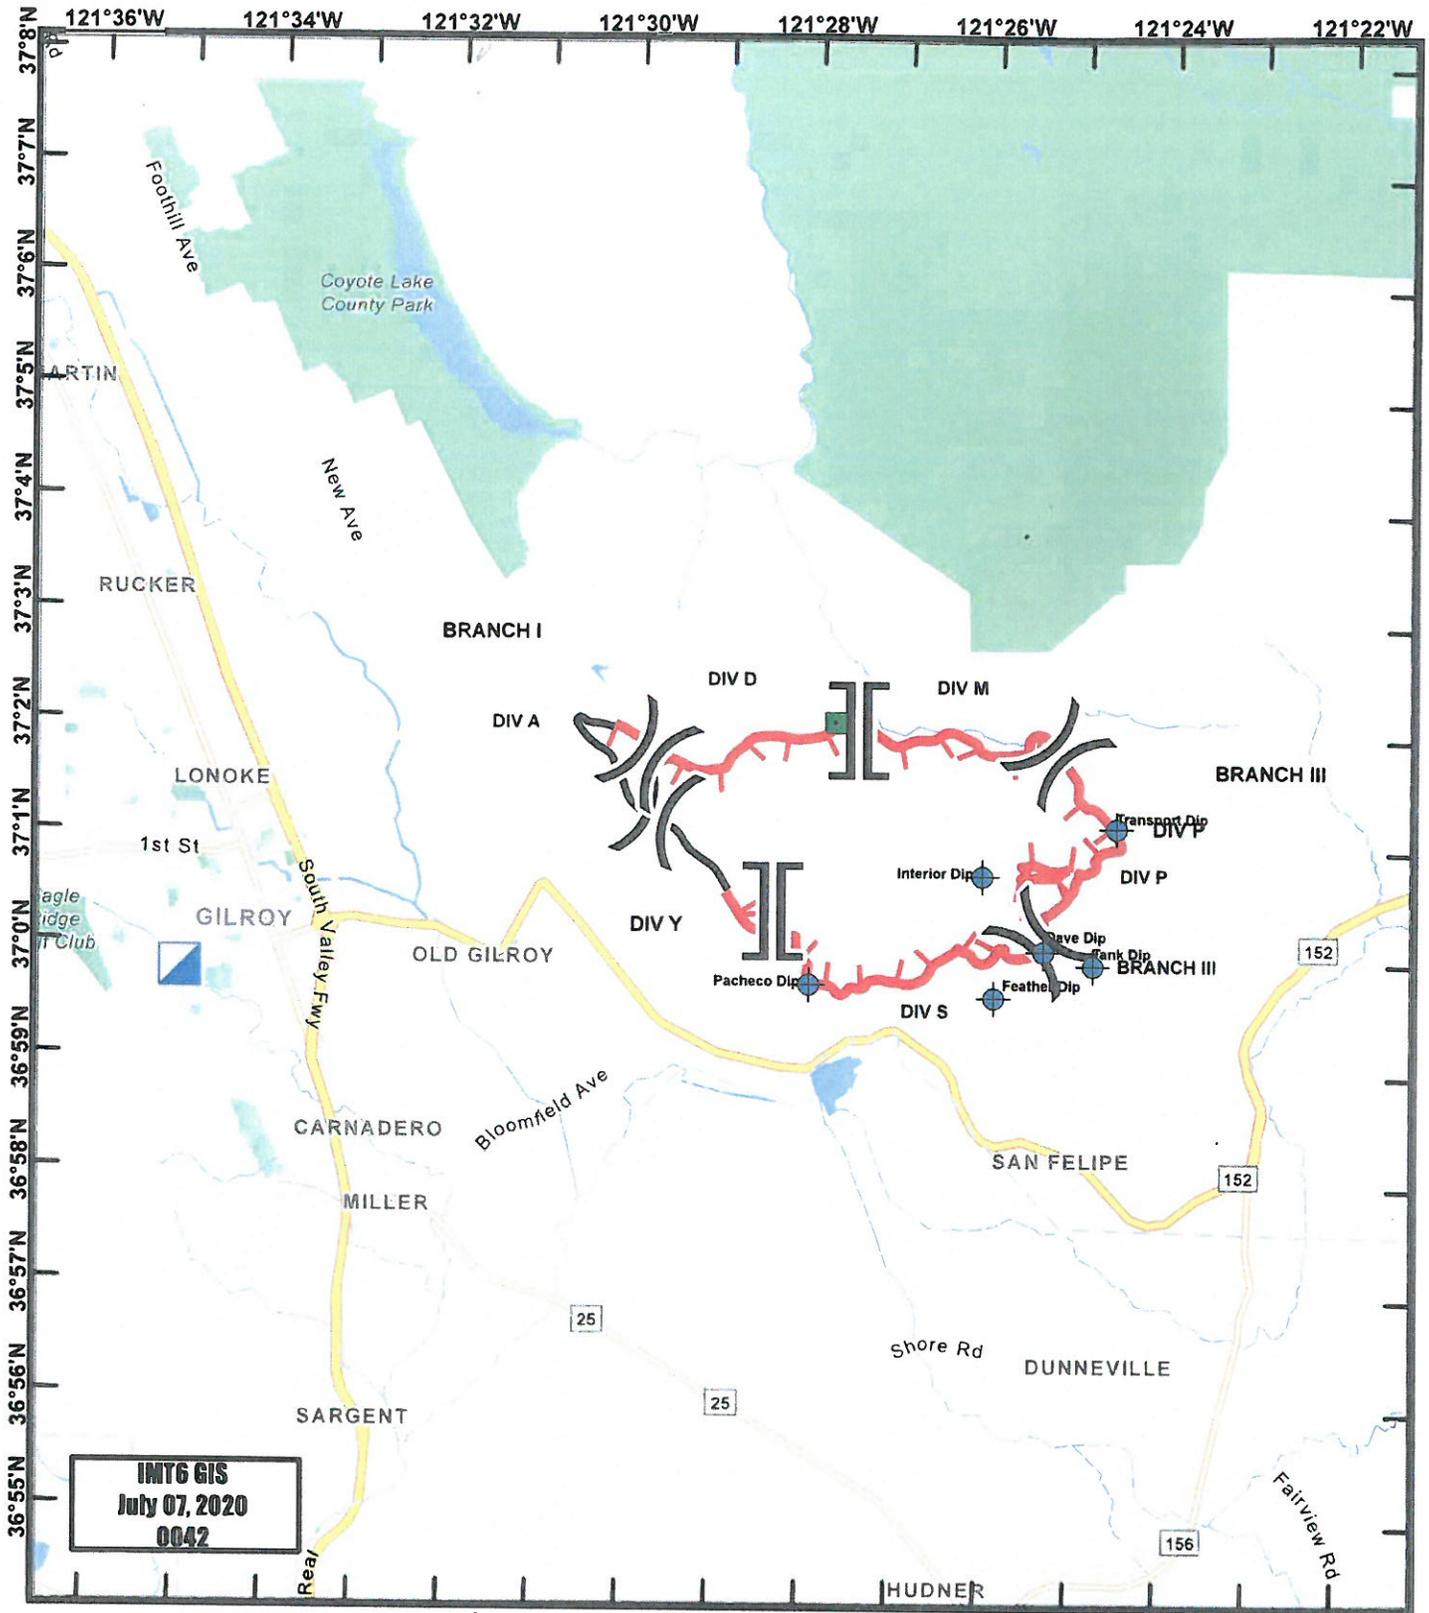 121°36'W 121°34'W 121°32'W 121°30'W 121°28'W 121°26'W 121°24'W 121°22'W
37°8'N
37°7'N
37°6'N
37°5'N
37°4'N
37°3'N
37°2'N
37°1'N
37°0'N
36°59'N
36°58'N
36°57'N
36°56'N
36°55'N
Foothill Ave
Coyote Lake
County Park
ARTIN
New Ave
RUCKER
BRANCH I
DIV D
DIV M
DIV A
LONOKE
BRANCH III
1st St
Transport Dip
DIV P
Interior Dip
DIV P
agle
idge
f Club
GILROY
South Valley Fwy
DIV Y
OLD GILROY
Dave Dip
Tank Dip
152
BRANCH III
Pacheco Dip
Feather Dip
DIV S
Bloomfield Ave
CARNADERO
SAN FELIPE
152
MILLER
25
Shore Rd
DUNNEVILLE
25
SARGENT
IMT6 GIS
July 07, 2020
0042
Fairview Rd
156
Real
HUDNER